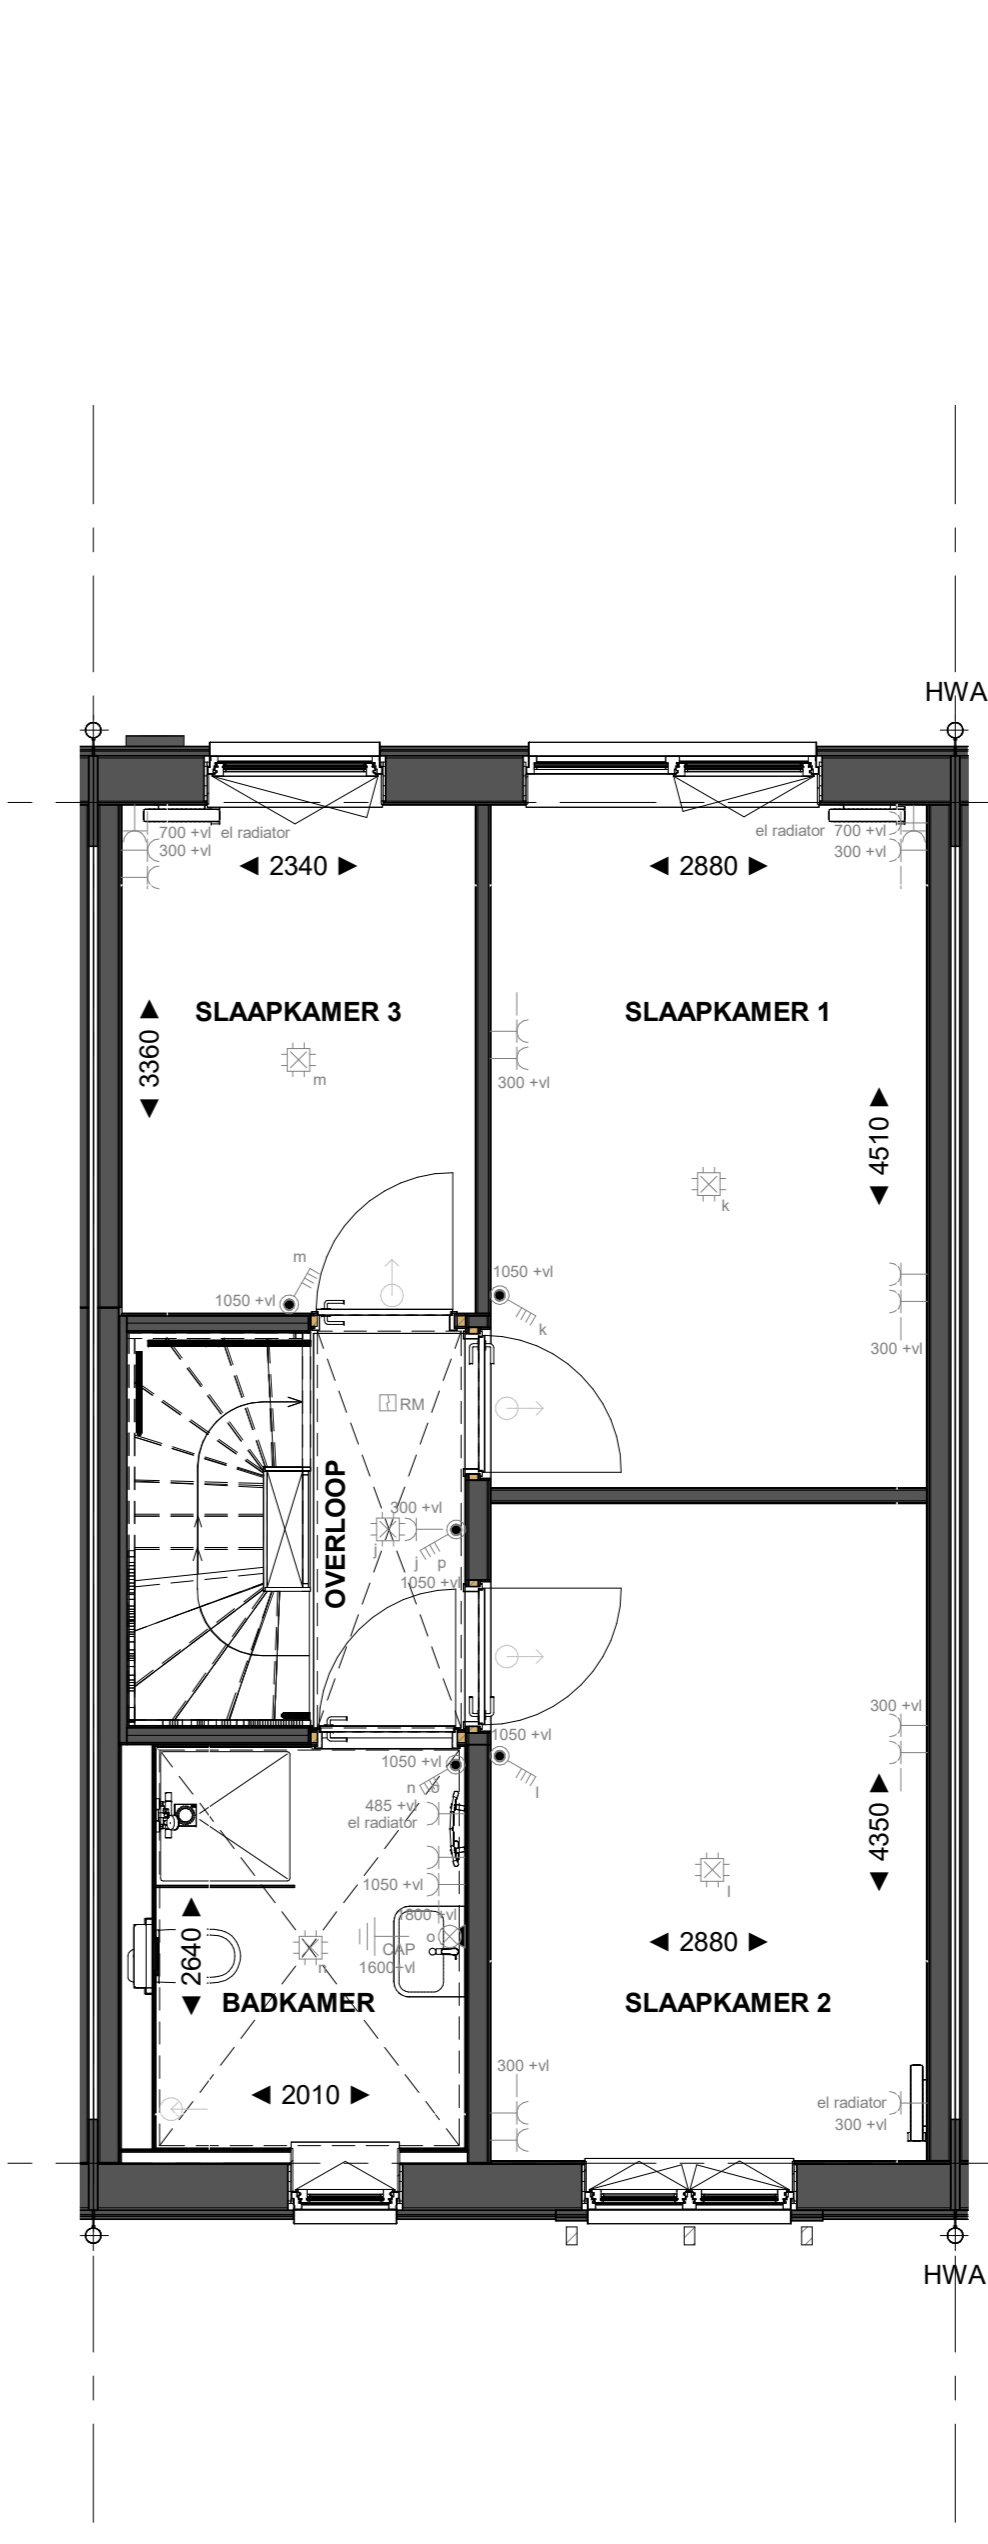 HWA
700 +vl el radiator
300 +vl
◄ 2340 ►
el radiator 700 +vl
300 +vl
◄ 2880 ►
SLAAPKAMER 3
m
◄ 3360 ►
SLAAPKAMER 1
300 +vl
◄ 4510 ►
k
m
1050 +vl
1050 +vl
k
300 +vl
RM
OVERLOOP
300 +vl
j
j p
1050 +vl
300 +vl
1050 +vl
l
1050 +vl
n o
485 +vl
el radiator
1050 +vl
1800 +vl
o
CAP
1600+vl
n
◄ 2640 ►
BADKAMER
◄ 2010 ►
◄ 4350 ►
l
◄ 2880 ►
SLAAPKAMER 2
300 +vl
el radiator
300 +vl
HWA